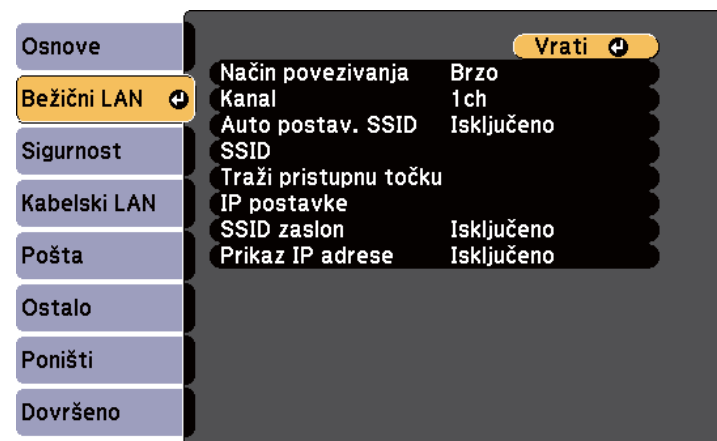 Osnove
Bežični LAN
Sigurnost
Kabelski LAN
Pošta
Ostalo
Poništi
Dovršeno
Vrati
Način povezivanja Brzo
Kanal 1ch
Auto postav. SSID Isključeno
SSID
Traži pristupnu točku
IP postavke
SSID zaslon Isključeno
Prikaz IP adrese Isključeno